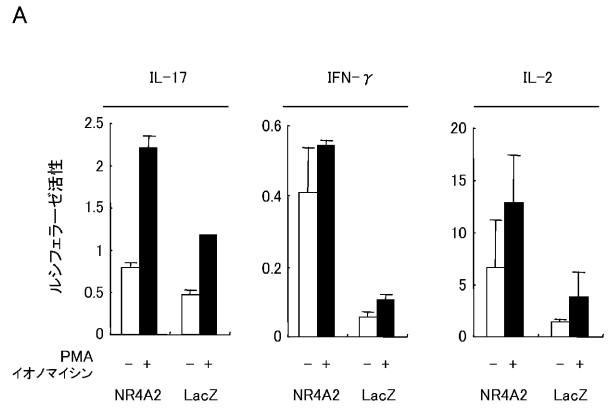 A
IL-17
IFN-γ
IL-2
ルシフェラーゼ活性
2.5
2
1.5
1
0.5
0
0.6
0.4
0.2
0
20
15
10
5
0
PMA
イオノマイシン
- + - +
- + - +
- + - +
NR4A2 LacZ
NR4A2 LacZ
NR4A2 LacZ